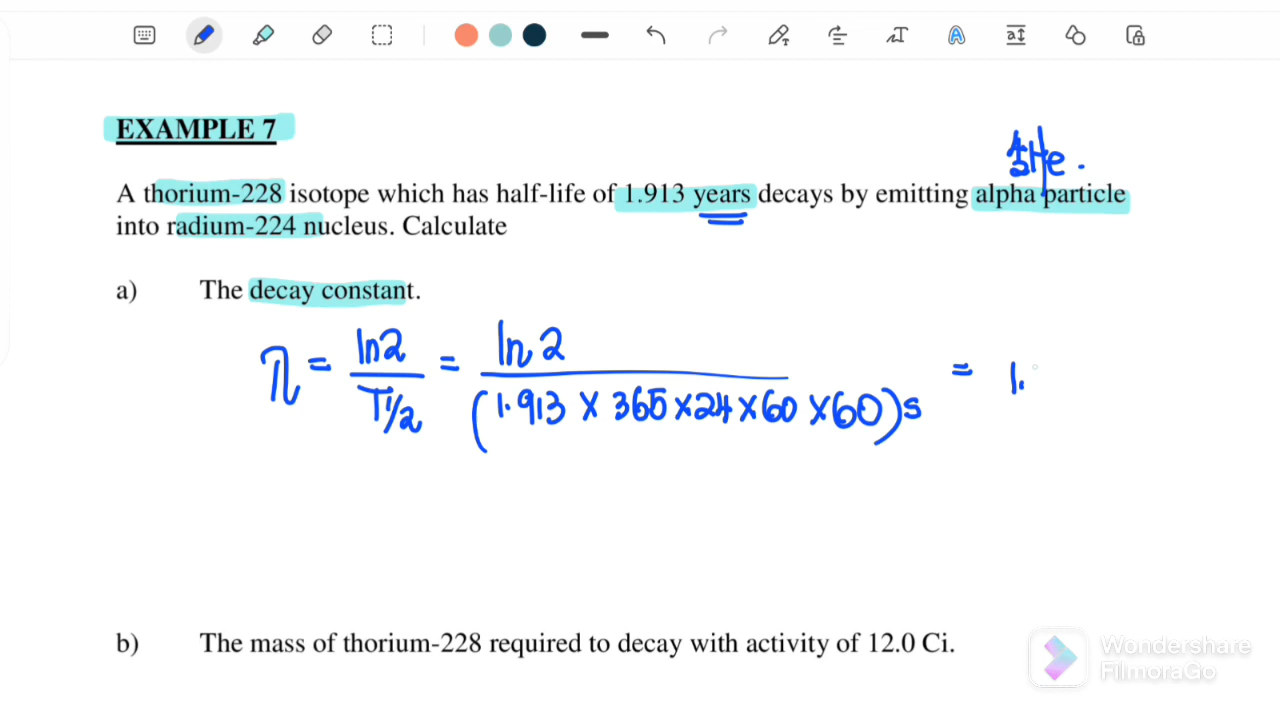 EXAMPLE 7
⁴₂He.
A thorium-228 isotope which has half-life of 1.913 years decays by emitting alpha particle
into radium-224 nucleus. Calculate
a) The decay constant.
λ = ln2 / T1/2 = ln 2 / (1.913 × 365 × 24 × 60 × 60) s = 1.
b) The mass of thorium-228 required to decay with activity of 12.0 Ci.
Wondershare
FilmoraGo